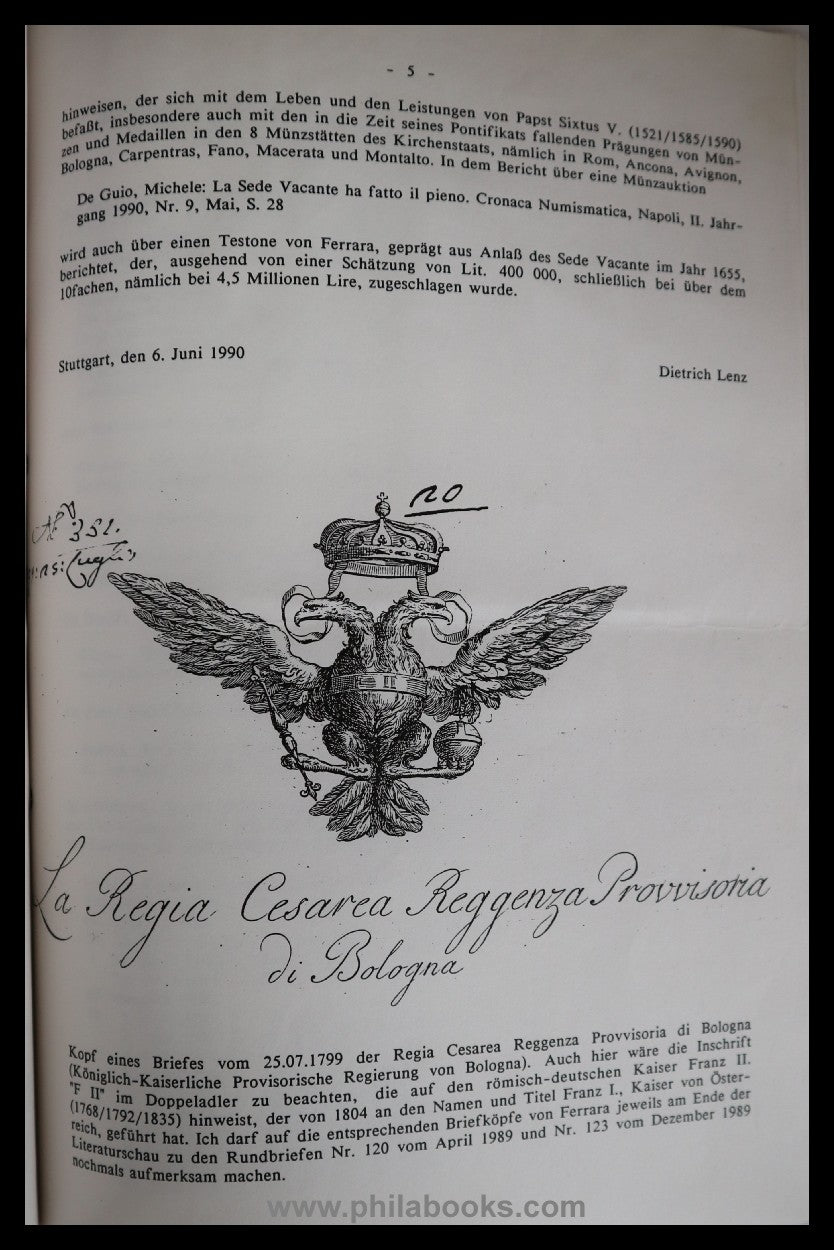 - 5 -
hinweisen, der sich mit dem Leben und den Leistungen von Papst Sixtus V. (1521/1585/1590)
befaßt, insbesondere auch mit den in die Zeit seines Pontifikats fallenden Prägungen von Mün-
zen und Medaillen in den 8 Münzstätten des Kirchenstaats, nämlich in Rom, Ancona, Avignon,
Bologna, Carpentras, Fano, Macerata und Montalto. In dem Bericht über eine Münzauktion
De Guio, Michele: La Sede Vacante ha fatto il pieno. Cronaca Numismatica, Napoli, II. Jahr-
gang 1990, Nr. 9, Mai, S. 28
wird auch über einen Testone von Ferrara, geprägt aus Anlaß des Sede Vacante im Jahr 1655,
berichtet, der, ausgehend von einer Schätzung von Lit. 400 000, schließlich bei über dem
10fachen, nämlich bei 4,5 Millionen Lire, zugeschlagen wurde.
Stuttgart, den 6. Juni 1990
Dietrich Lenz
20
351.
25: Luglio
II
La Regia Cesarea Reggenza Provvisoria
di Bologna
Kopf eines Briefes vom 25.07.1799 der Regia Cesarea Reggenza Provvisoria di Bologna
(Königlich-Kaiserliche Provisorische Regierung von Bologna). Auch hier wäre die Inschrift
"F II" im Doppeladler zu beachten, die auf den römisch-deutschen Kaiser Franz II.
(1768/1792/1835) hinweist, der von 1804 an den Namen und Titel Franz I., Kaiser von Öster-
reich, geführt hat. Ich darf auf die entsprechenden Briefköpfe von Ferrara jeweils am Ende der
Literaturschau zu den Rundbriefen Nr. 120 vom April 1989 und Nr. 123 vom Dezember 1989
nochmals aufmerksam machen.
www.philabooks.com